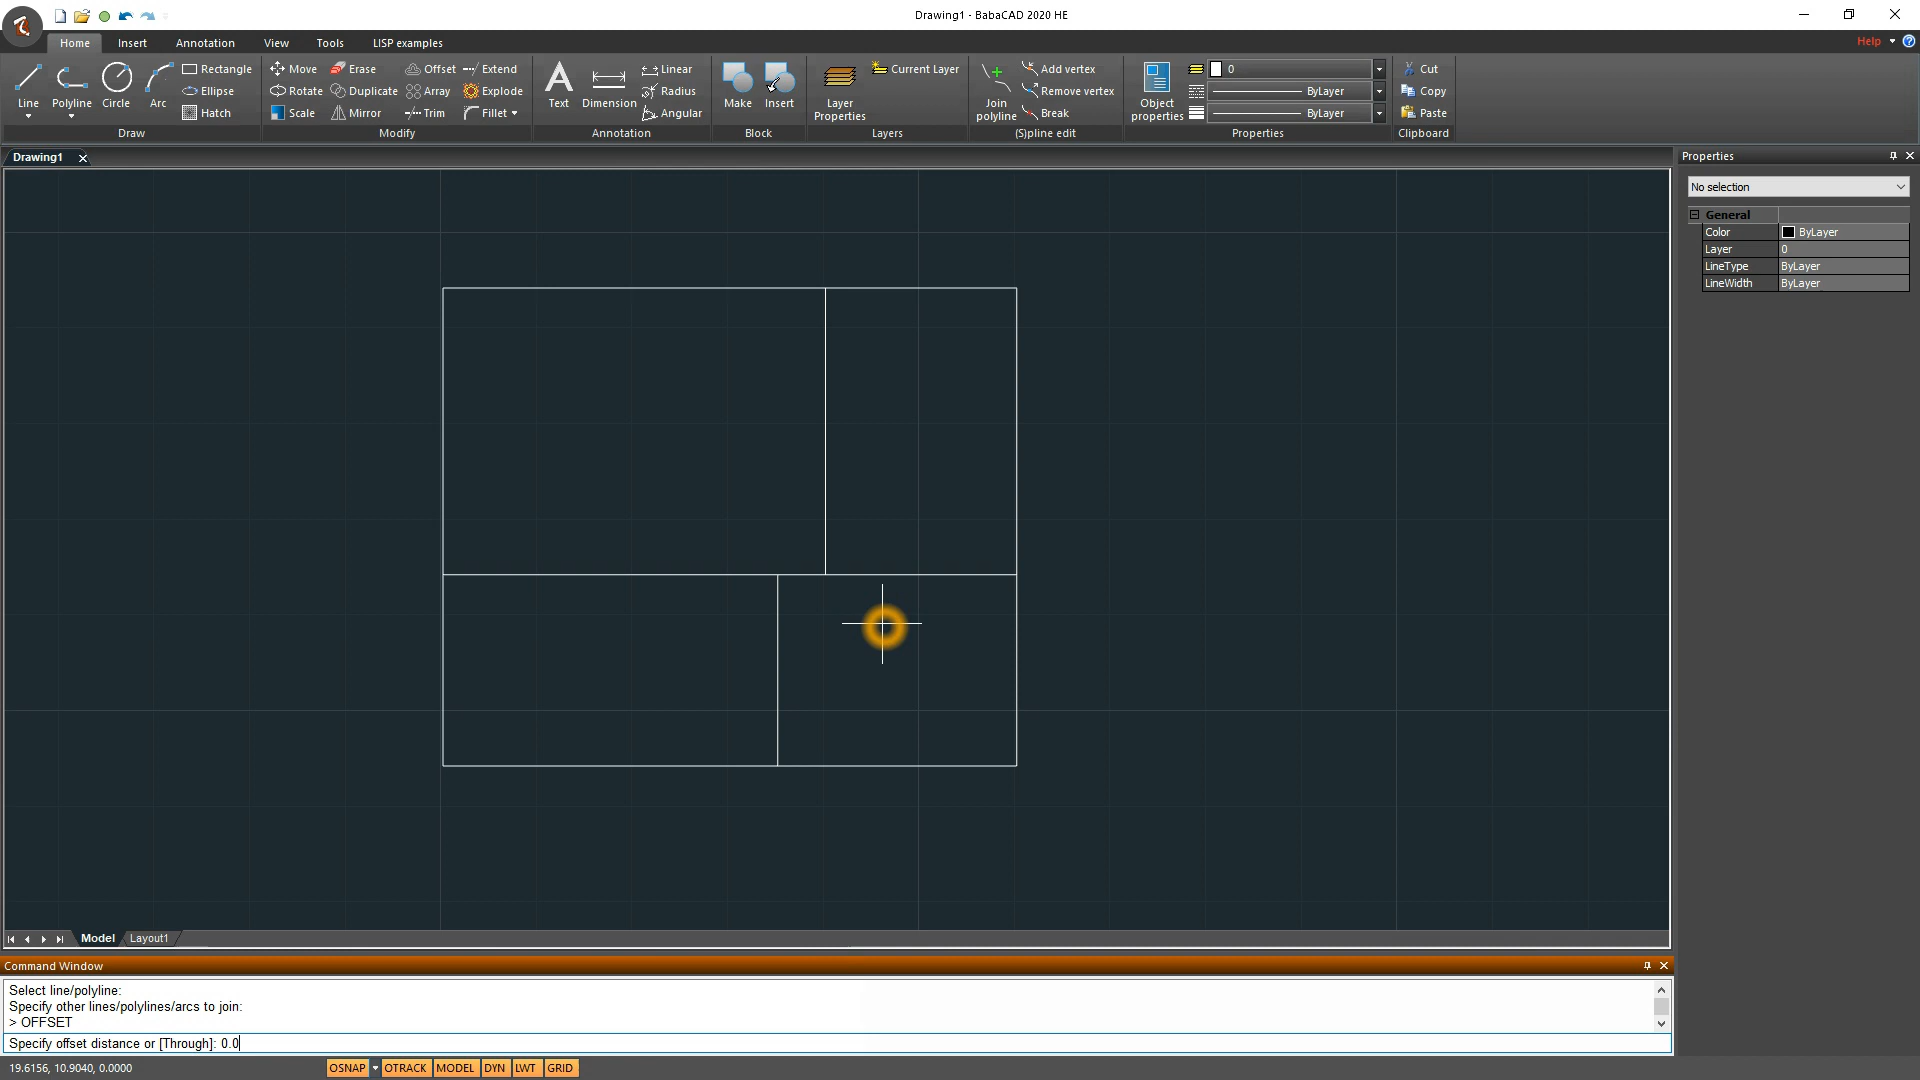 Drawing1 - BabaCAD 2020 HE
Home Insert Annotation View Tools LISP examples Help
Line Polyline Circle Arc Rectangle Ellipse Hatch
Draw
Move Erase Offset Extend
Rotate Duplicate Array Explode
Scale Mirror Trim Fillet
Modify
Text Dimension Linear Radius Angular
Annotation
Make Insert
Block
Layer Properties Current Layer
Layers
Join polyline Add vertex Remove vertex Break
(S)pline edit
Object properties 0 ByLayer ByLayer
Properties
Cut
Copy
Paste
Clipboard
Drawing1
Properties
No selection
General
Color ByLayer
Layer 0
LineType ByLayer
LineWidth ByLayer
Model Layout1
Command Window
Select line/polyline:
Specify other lines/polylines/arcs to join:
> OFFSET
Specify offset distance or [Through]: 0.0
19.6156, 10.9040, 0.0000 OSNAP OTRACK MODEL DYN LWT GRID